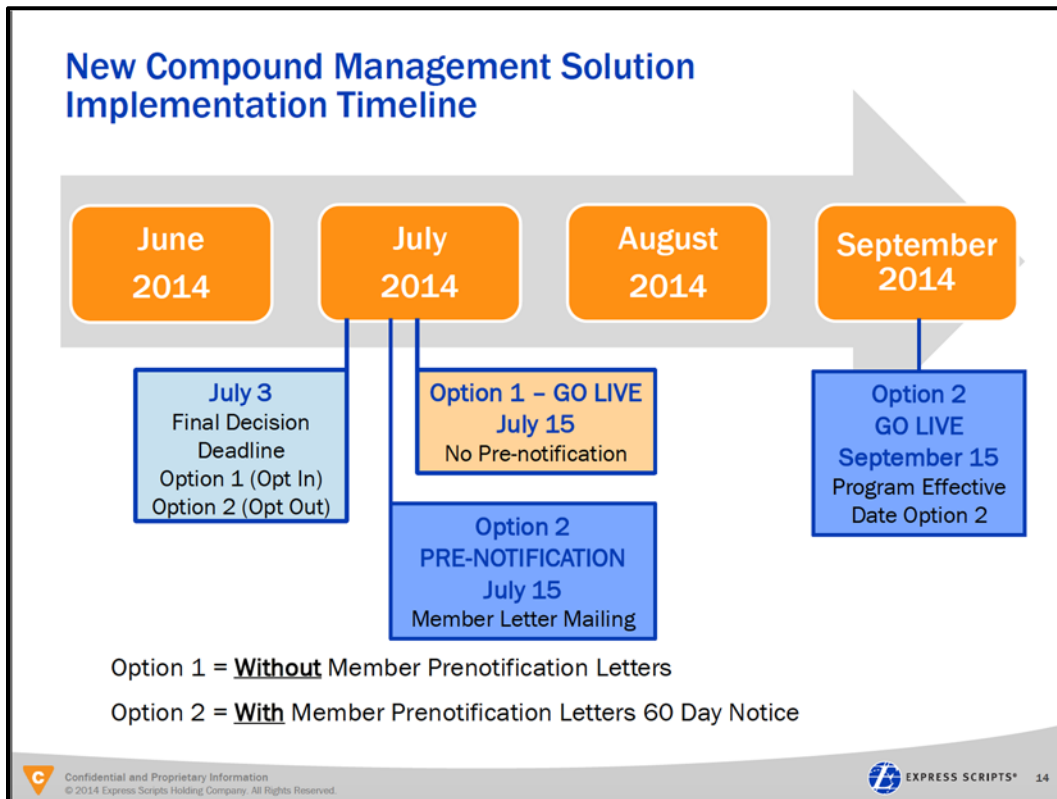 New Compound Management Solution
Implementation Timeline
June
2014
July
2014
August
2014
September
2014
July 3
Final Decision
Deadline
Option 1 (Opt In)
Option 2 (Opt Out)
Option 1 – GO LIVE
July 15
No Pre-notification
Option 2
PRE-NOTIFICATION
July 15
Member Letter Mailing
Option 2
GO LIVE
September 15
Program Effective
Date Option 2
Option 1 = Without Member Prenotification Letters
Option 2 = With Member Prenotification Letters 60 Day Notice
C
Confidential and Proprietary Information
© 2014 Express Scripts Holding Company. All Rights Reserved.
EXPRESS SCRIPTS®
14